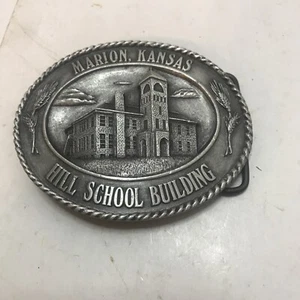 MARION, KANSAS
HILL SCHOOL BUILDING